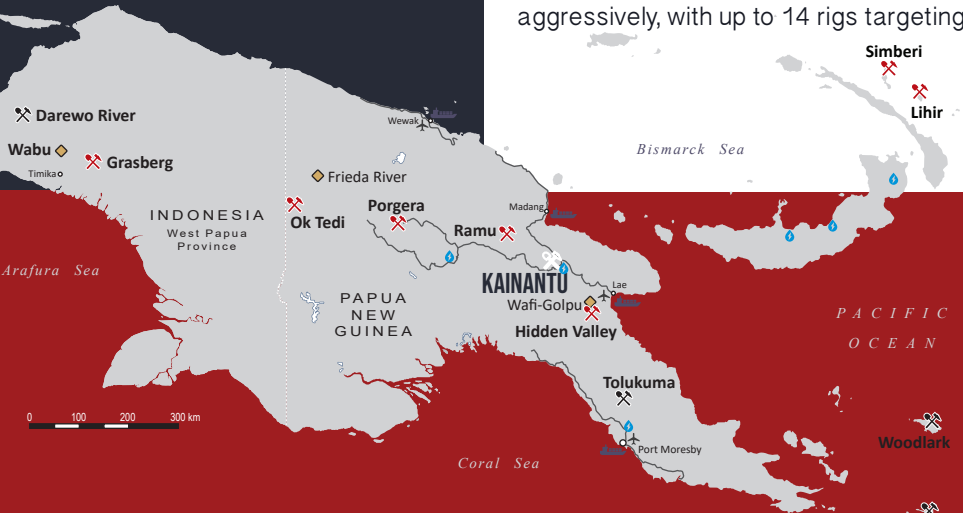 aggressively, with up to 14 rigs targeting
Simberi
Lihir
Wewak
Darewo River
Bismarck Sea
Wabu
Grasberg
Timika
Frieda River
Porgera
Madang
INDONESIA
West Papua
Province
Ok Tedi
Ramu
Arafura Sea
KAINANTU
Lae
PAPUA
NEW
GUINEA
Wafi-Golpu
Hidden Valley
PACIFIC
OCEAN
Tolukuma
0 100 200 300 km
Woodlark
Port Moresby
Coral Sea